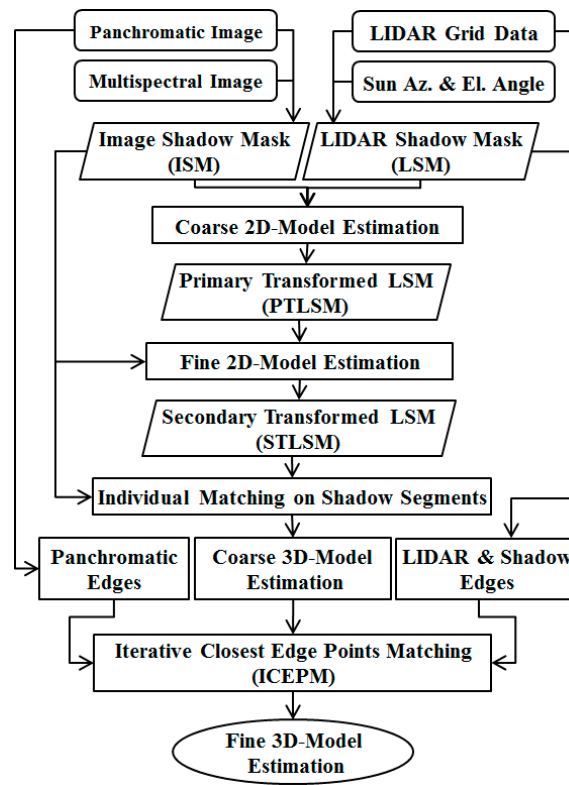 Panchromatic Image
LIDAR Grid Data
Multispectral Image
Sun Az. & El. Angle
Image Shadow Mask
(ISM)
LIDAR Shadow Mask
(LSM)
Coarse 2D-Model Estimation
Primary Transformed LSM
(PTLSM)
Fine 2D-Model Estimation
Secondary Transformed LSM
(STLSM)
Individual Matching on Shadow Segments
Panchromatic
Edges
Coarse 3D-Model
Estimation
LIDAR & Shadow
Edges
Iterative Closest Edge Points Matching
(ICEPM)
Fine 3D-Model
Estimation